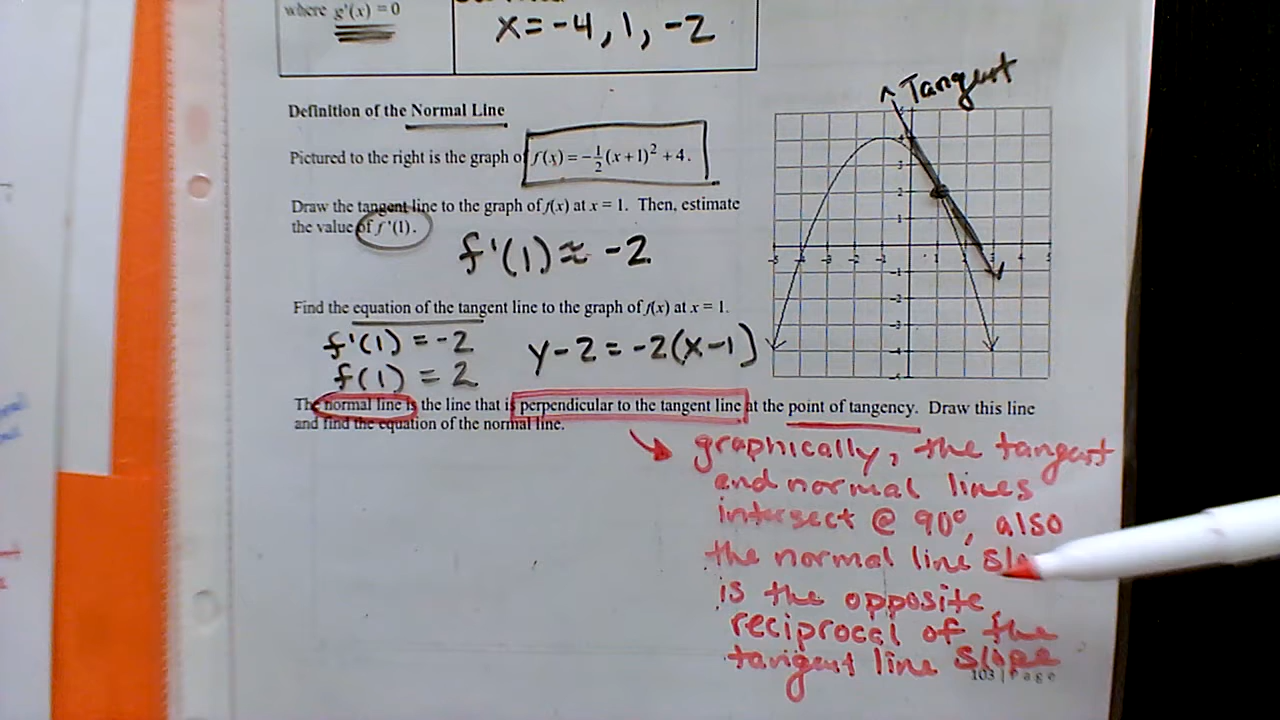 where g'(x) = 0
x = -4, 1, -2
Tangent
Definition of the Normal Line
Pictured to the right is the graph of f(x) = -1/2(x+1)² + 4.
Draw the tangent line to the graph of f(x) at x = 1. Then, estimate
the value of f '(1).
f'(1) ≈ -2
Find the equation of the tangent line to the graph of f(x) at x = 1.
f'(1) = -2
y-2 = -2(x-1)
f(1) = 2
The normal line is the line that is perpendicular to the tangent line at the point of tangency. Draw this line
and find the equation of the normal line.
graphically, the tangent
and normal lines
intersect @ 90°, also
the normal line
is the opposite
reciprocal of the
tangent line slope
103 | Page